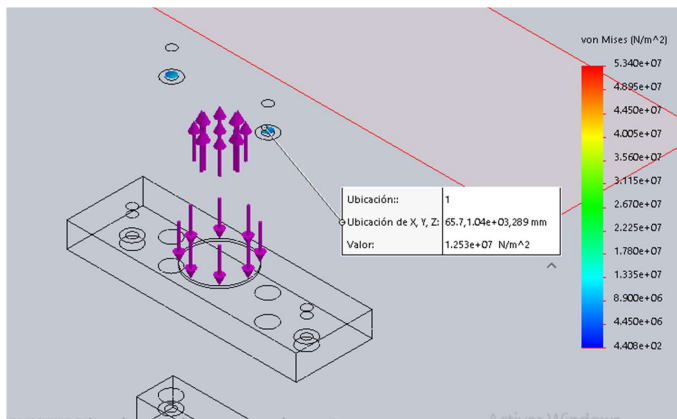 von Mises (N/m^2)
5.340e+07
4.895e+07
4.450e+07
4.005e+07
3.560e+07
3.115e+07
2.670e+07
2.225e+07
1.780e+07
1.335e+07
8.900e+06
4.450e+06
4.408e+02
Ubicación:: 1
Ubicación de X, Y, Z: 65.7,1.04e+03,289 mm
Valor: 1.253e+07 N/m^2
Activar Windows